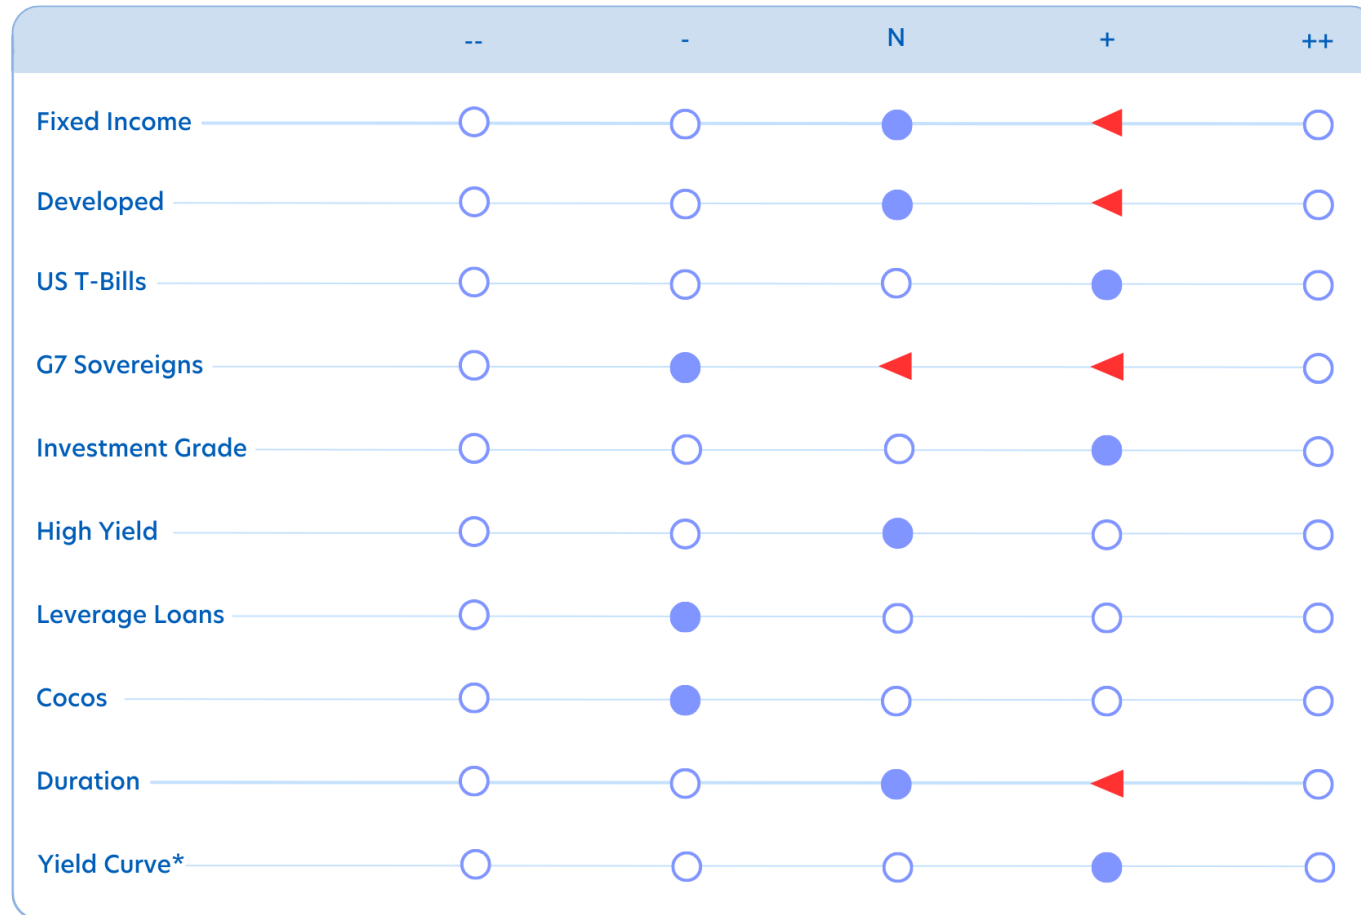 -- - N + ++
Fixed Income
Developed
US T-Bills
G7 Sovereigns
Investment Grade
High Yield
Leverage Loans
Cocos
Duration
Yield Curve*